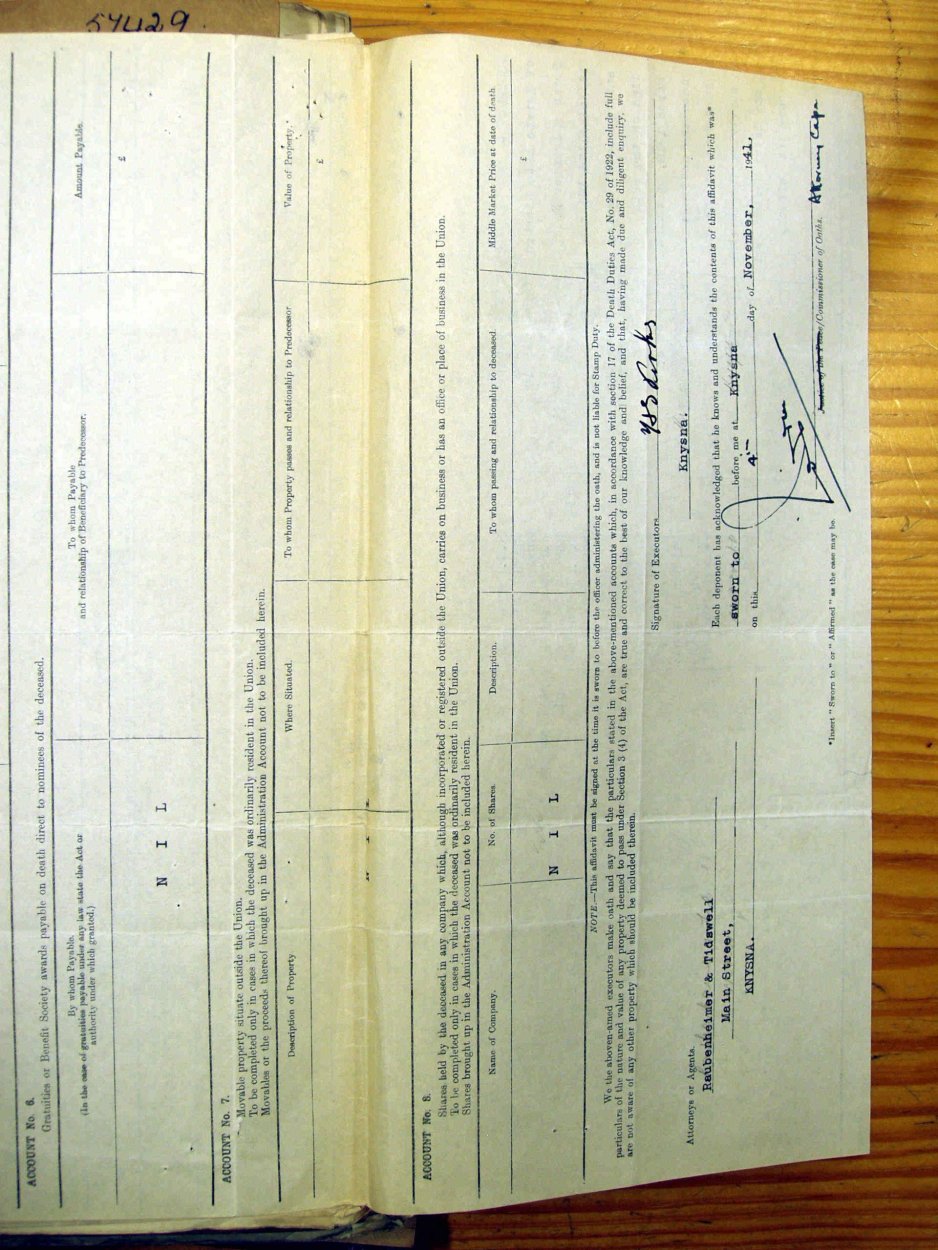 57429
ACCOUNT No. 6.
Gratuities or Benefit Society awards payable on death direct to nominees of the deceased.
By whom Payable.
(In the case of gratuities payable under any law state the Act or
authority under which granted.)
To whom Payable
and relationship of Beneficiary to Predecessor.
Amount Payable.
£
N I L
ACCOUNT No. 7.
Movable property situate outside the Union.
To be completed only in cases in which the deceased was ordinarily resident in the Union.
Movables or the proceeds thereof brought up in the Administration Account not to be included herein.
Description of Property
Where Situated.
To whom Property passes and relationship to Predecessor
Value of Property.
£
ACCOUNT No. 8.
Shares held by the deceased in any company which, although incorporated or registered outside the Union, carries on business or has an office or place of business in the Union.
To be completed only in cases in which the deceased was ordinarily resident in the Union.
Shares brought up in the Administration Account not to be included herein.
Name of Company.
No. of Shares.
Description.
To whom passing and relationship to deceased.
Middle Market Price at date of death.
£
N I L
NOTE.—This affidavit must be signed at the time it is sworn to before the officer administering the oath, and is not liable for Stamp Duty.
We the above-named executors make oath and say that the particulars stated in the above-mentioned accounts which, in accordance with section 17 of the Death Duties Act, No. 29 of 1922, include full
particulars of the nature and value of any property deemed to pass under Section 3 (4) of the Act, are true and correct to the best of our knowledge and belief, and that, having made due and diligent enquiry, we
are not aware of any other property which should be included therein.
Signature of Executors
Knysna.
Attorneys or Agents.
Raubenheimer & Tidswell
Main Street,
KNYSNA.
Each deponent has acknowledged that he knows and understands the contents of this affidavit which was*
sworn to before me at Knysna
on this 4 day of November, 1941,
Justice of the Peace/Commissioner of Oaths. Attorney Cape
*Insert "Sworn to" or "Affirmed" as the case may be.